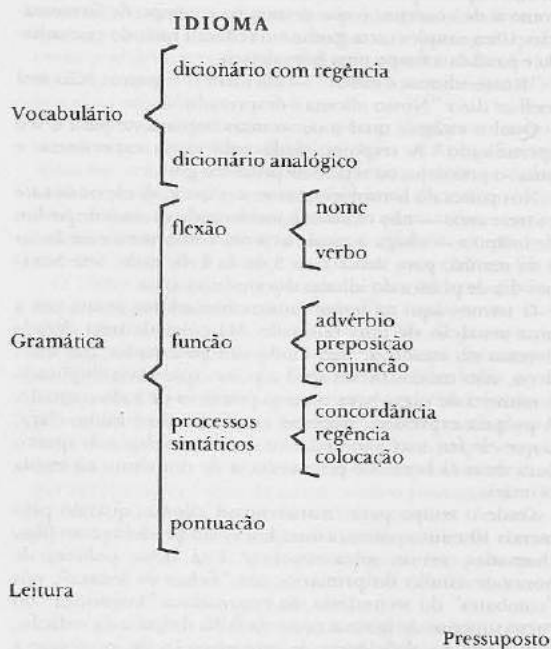 IDIOMA
dicionário com regência
Vocabulário
dicionário analógico
nome
flexão
verbo
advérbio
Gramática função preposição
conjunção
concordância
processos
sintáticos regência
colocação
pontuação
Leitura
Pressuposto